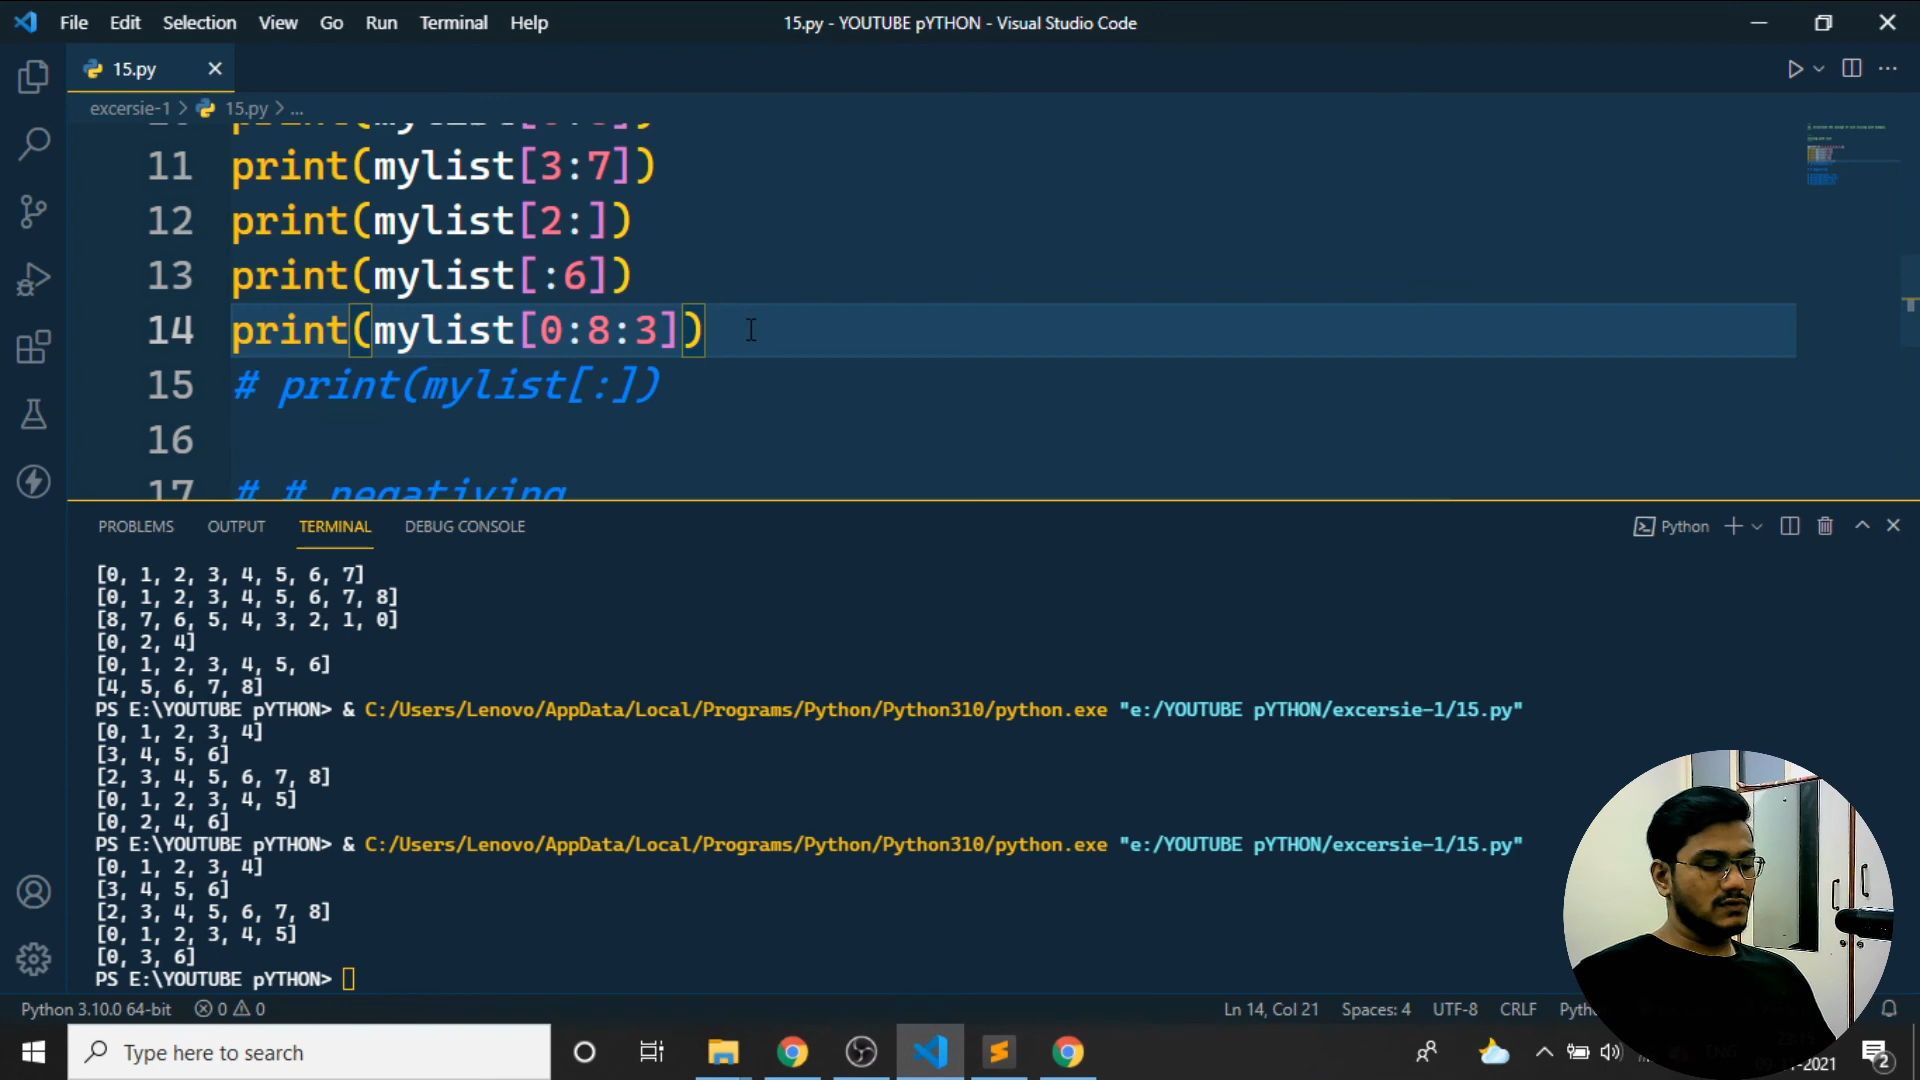 File Edit Selection View Go Run Terminal Help
15.py - YOUTUBE pYTHON - Visual Studio Code
15.py
excersie-1 > 15.py > ...
11 print(mylist[3:7])
12 print(mylist[2:])
13 print(mylist[:6])
14 print(mylist[0:8:3])
15 # print(mylist[:])
16
17 # # negativing
PROBLEMS OUTPUT TERMINAL DEBUG CONSOLE
Python
[0, 1, 2, 3, 4, 5, 6, 7]
[0, 1, 2, 3, 4, 5, 6, 7, 8]
[8, 7, 6, 5, 4, 3, 2, 1, 0]
[0, 2, 4]
[0, 1, 2, 3, 4, 5, 6]
[4, 5, 6, 7, 8]
PS E:\YOUTUBE pYTHON> & C:/Users/Lenovo/AppData/Local/Programs/Python/Python310/python.exe "e:/YOUTUBE pYTHON/excersie-1/15.py"
[0, 1, 2, 3, 4]
[3, 4, 5, 6]
[2, 3, 4, 5, 6, 7, 8]
[0, 1, 2, 3, 4, 5]
[0, 2, 4, 6]
PS E:\YOUTUBE pYTHON> & C:/Users/Lenovo/AppData/Local/Programs/Python/Python310/python.exe "e:/YOUTUBE pYTHON/excersie-1/15.py"
[0, 1, 2, 3, 4]
[3, 4, 5, 6]
[2, 3, 4, 5, 6, 7, 8]
[0, 1, 2, 3, 4, 5]
[0, 3, 6]
PS E:\YOUTUBE pYTHON>
Python 3.10.0 64-bit 0 0 Ln 14, Col 21 Spaces: 4 UTF-8 CRLF
Type here to search
2